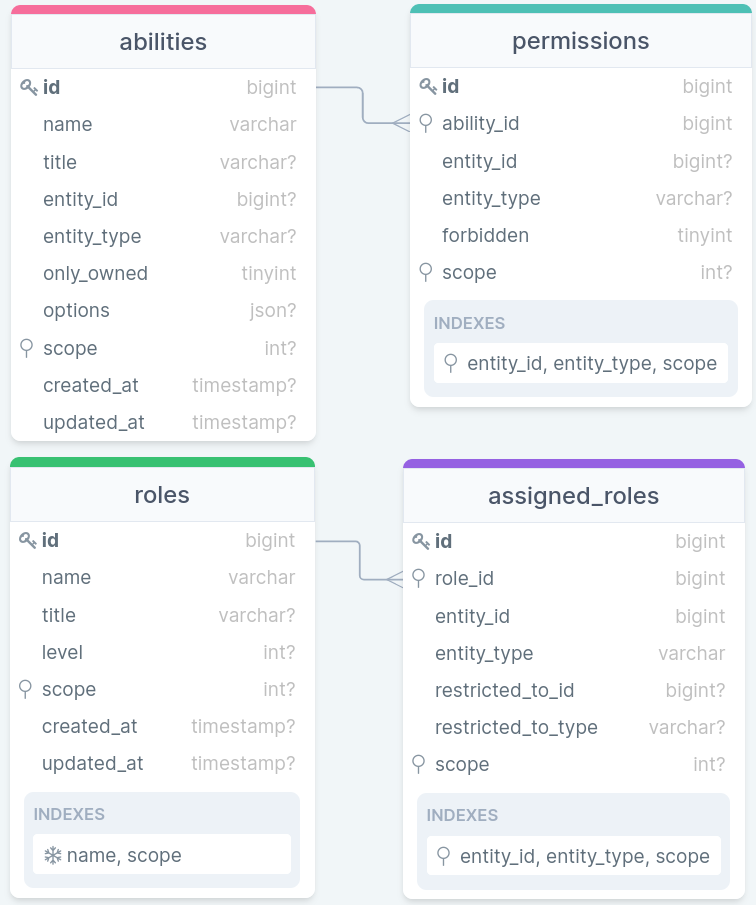 abilities
id bigint
name varchar
title varchar?
entity_id bigint?
entity_type varchar?
only_owned tinyint
options json?
scope int?
created_at timestamp?
updated_at timestamp?
permissions
id bigint
ability_id bigint
entity_id bigint?
entity_type varchar?
forbidden tinyint
scope int?
INDEXES
entity_id, entity_type, scope
roles
id bigint
name varchar
title varchar?
level int?
scope int?
created_at timestamp?
updated_at timestamp?
INDEXES
name, scope
assigned_roles
id bigint
role_id bigint
entity_id bigint
entity_type varchar
restricted_to_id bigint?
restricted_to_type varchar?
scope int?
INDEXES
entity_id, entity_type, scope